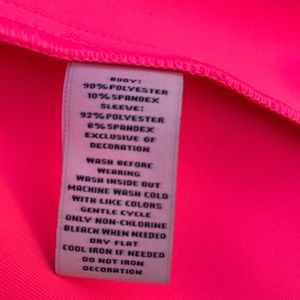 BODY:
90% POLYESTER
10% SPANDEX
SLEEVE:
92% POLYESTER
8% SPANDEX
EXCLUSIVE OF
DECORATION
WASH BEFORE
WEARING
WASH INSIDE OUT
MACHINE WASH COLD
WITH LIKE COLORS
GENTLE CYCLE
ONLY NON-CHLORINE
BLEACH WHEN NEEDED
DRY FLAT
COOL IRON IF NEEDED
DO NOT IRON
DECORATION